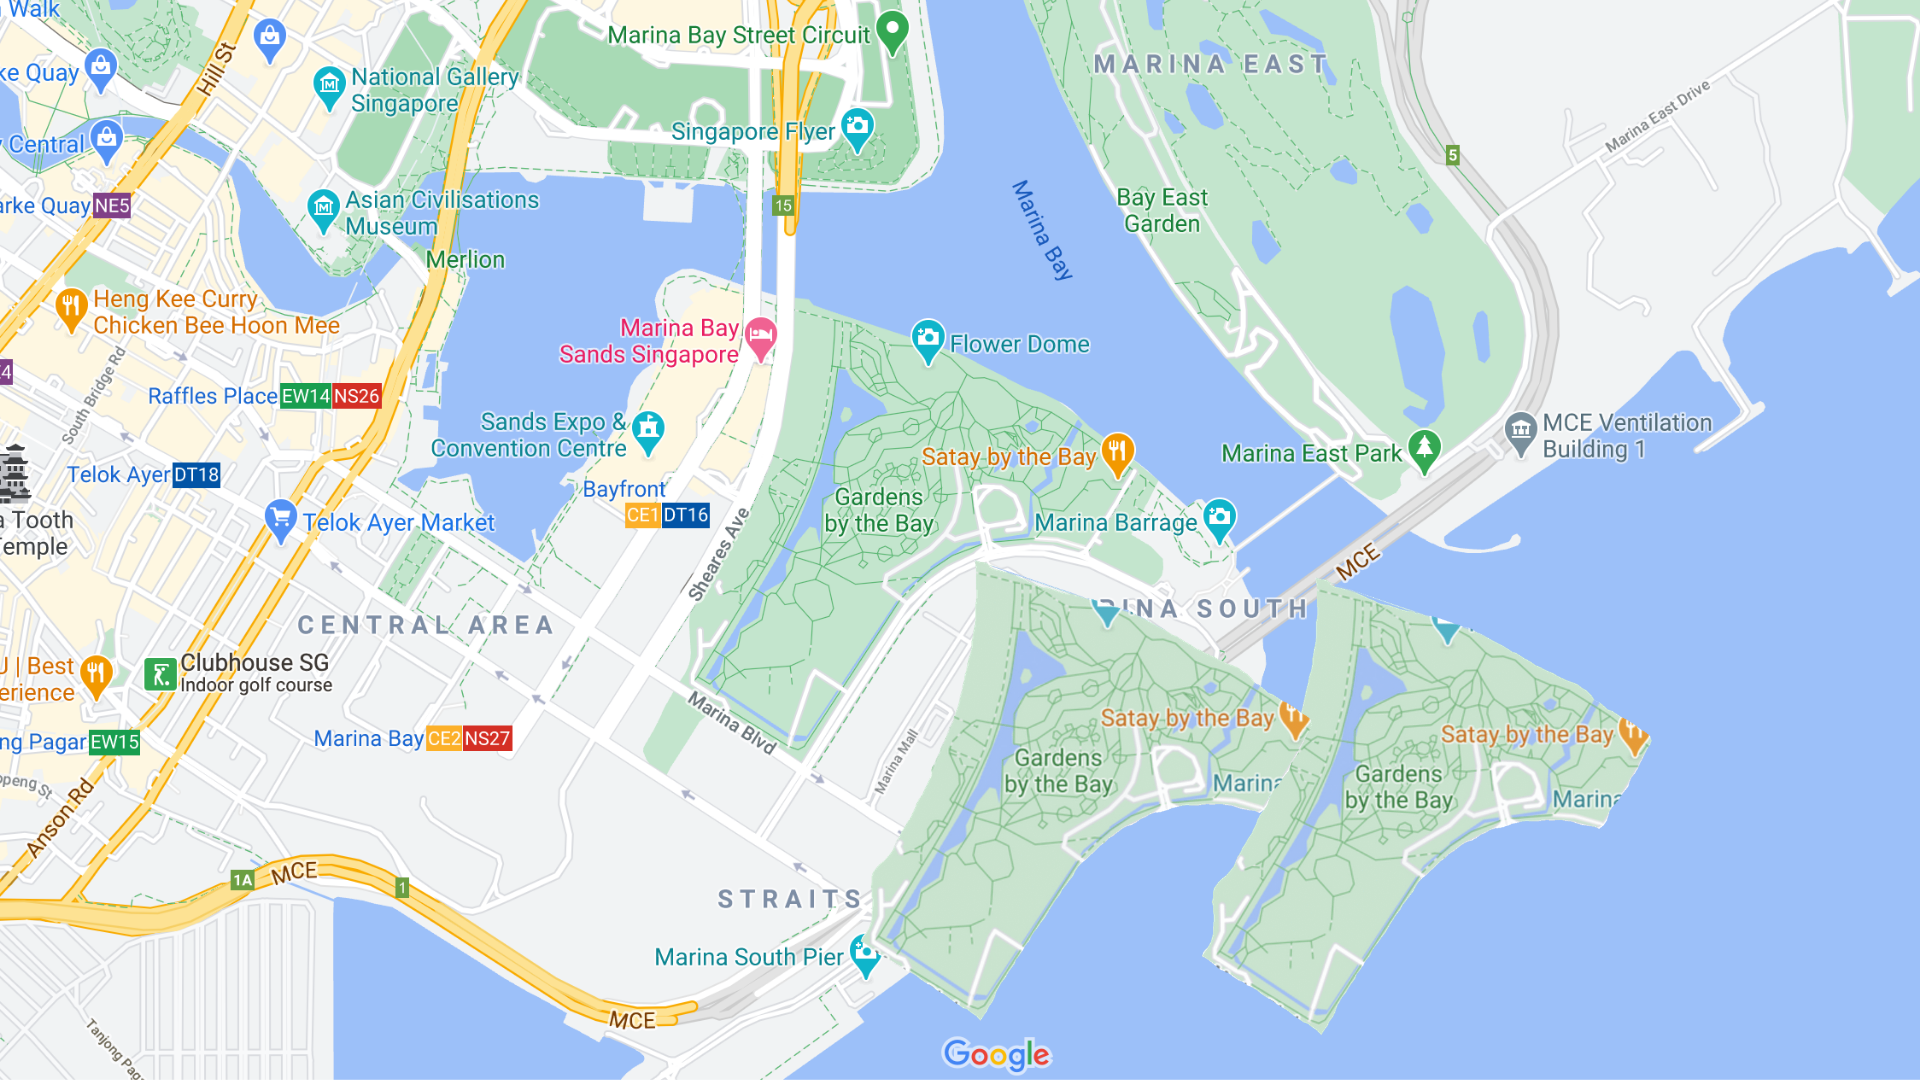 Walk
Marina Bay Street Circuit
MARINA EAST
Hill St
ke Quay
National Gallery
Singapore
Marina East Drive
Singapore Flyer
Central
5
arke Quay NE5
Asian Civilisations
Museum
15
Marina Bay
Bay East
Garden
Merlion
Heng Kee Curry
Chicken Bee Hoon Mee
Marina Bay
Sands Singapore
Flower Dome
South Bridge Rd
Raffles Place EW14 NS26
Sands Expo &
Convention Centre
MCE Ventilation
Building 1
Marina East Park
Satay by the Bay
Telok Ayer DT18
Bayfront
CE1 DT16
Gardens
by the Bay
Marina Barrage
a Tooth
Temple
Telok Ayer Market
Sheares Ave
MCE
CENTRAL AREA
RINA SOUTH
J | Best
erience
Clubhouse SG
Indoor golf course
Marina Blvd
Marina Bay CE2 NS27
ng Pagar EW15
Marina Mall
Satay by the Bay
Satay by the Bay
Gardens
by the Bay
Marina
Gardens
by the Bay
Marina
openg St
Anson Rd
1A
MCE
1
STRAITS
Marina South Pier
MCE
Tanjong Paga
Google